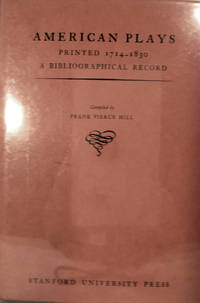 AMERICAN PLAYS
PRINTED 1714-1830
A BIBLIOGRAPHICAL RECORD
Compiled by
FRANK PIERCE HILL
STANFORD UNIVERSITY PRESS